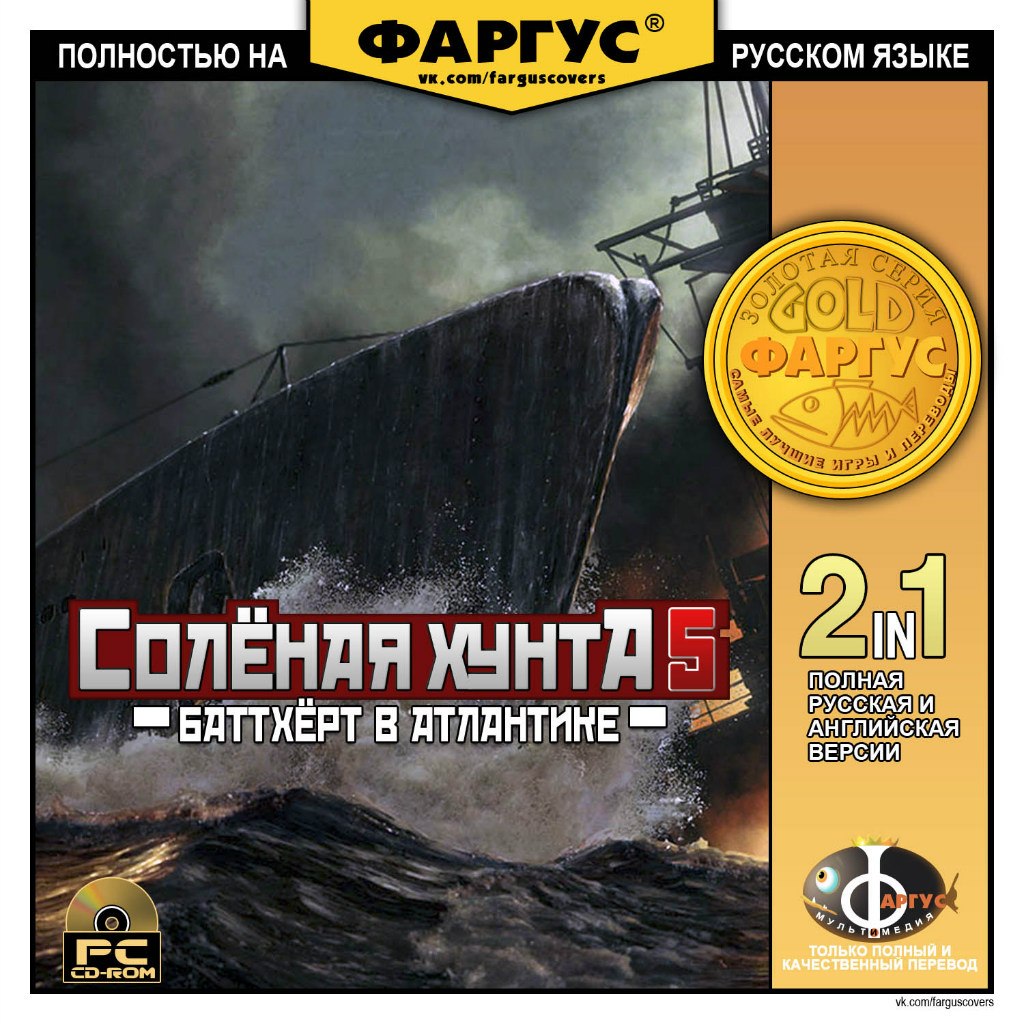 ФАРГУС®
vk.com/farguscovers
ПОЛНОСТЬЮ НА
РУССКОМ ЯЗЫКЕ
ЗОЛОТАЯ СЕРИЯ
GOLD
ФАРГУС
САМЫЕ ЛУЧШИЕ ИГРЫ И ПЕРЕВОДЫ
СОЛЁНАЯ ХУНТА 5
БАТТХЁРТ В АТЛАНТИКЕ
2 IN 1
ПОЛНАЯ
РУССКАЯ И
АНГЛИЙСКАЯ
ВЕРСИИ
ФАРГУС
МУЛЬТИМЕДИЯ
ТОЛЬКО ПОЛНЫЙ И
КАЧЕСТВЕННЫЙ ПЕРЕВОД
PC
CD-ROM
vk.com/farguscovers